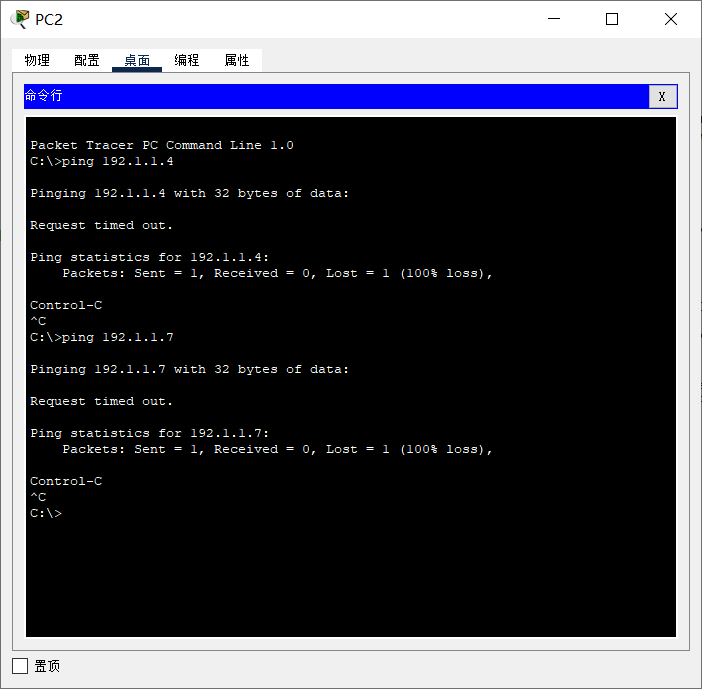 PC2
物理 配置 桌面 编程 属性
命令行 X
Packet Tracer PC Command Line 1.0
C:\>ping 192.1.1.4
Pinging 192.1.1.4 with 32 bytes of data:
Request timed out.
Ping statistics for 192.1.1.4:
    Packets: Sent = 1, Received = 0, Lost = 1 (100% loss),
Control-C
^C
C:\>ping 192.1.1.7
Pinging 192.1.1.7 with 32 bytes of data:
Request timed out.
Ping statistics for 192.1.1.7:
    Packets: Sent = 1, Received = 0, Lost = 1 (100% loss),
Control-C
^C
C:\>
置顶